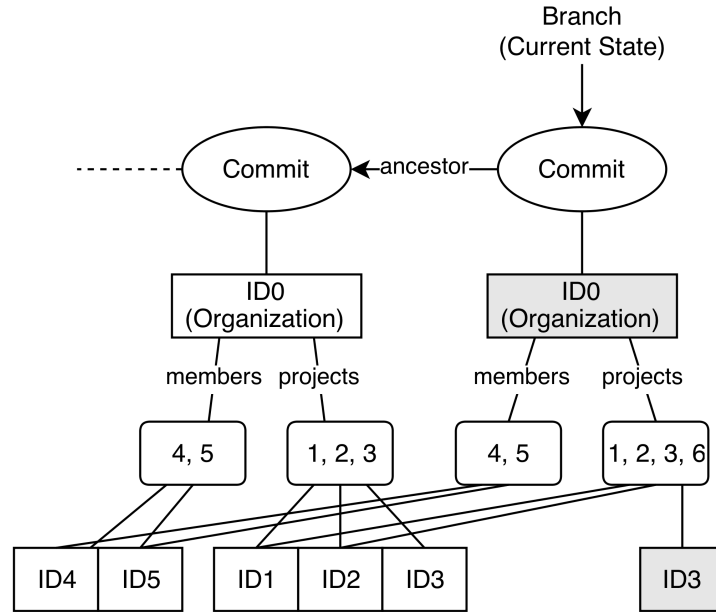 Branch
(Current State)
Commit
ancestor
Commit
ID0
(Organization)
ID0
(Organization)
members
projects
members
projects
4, 5
1, 2, 3
4, 5
1, 2, 3, 6
ID4
ID5
ID1
ID2
ID3
ID3